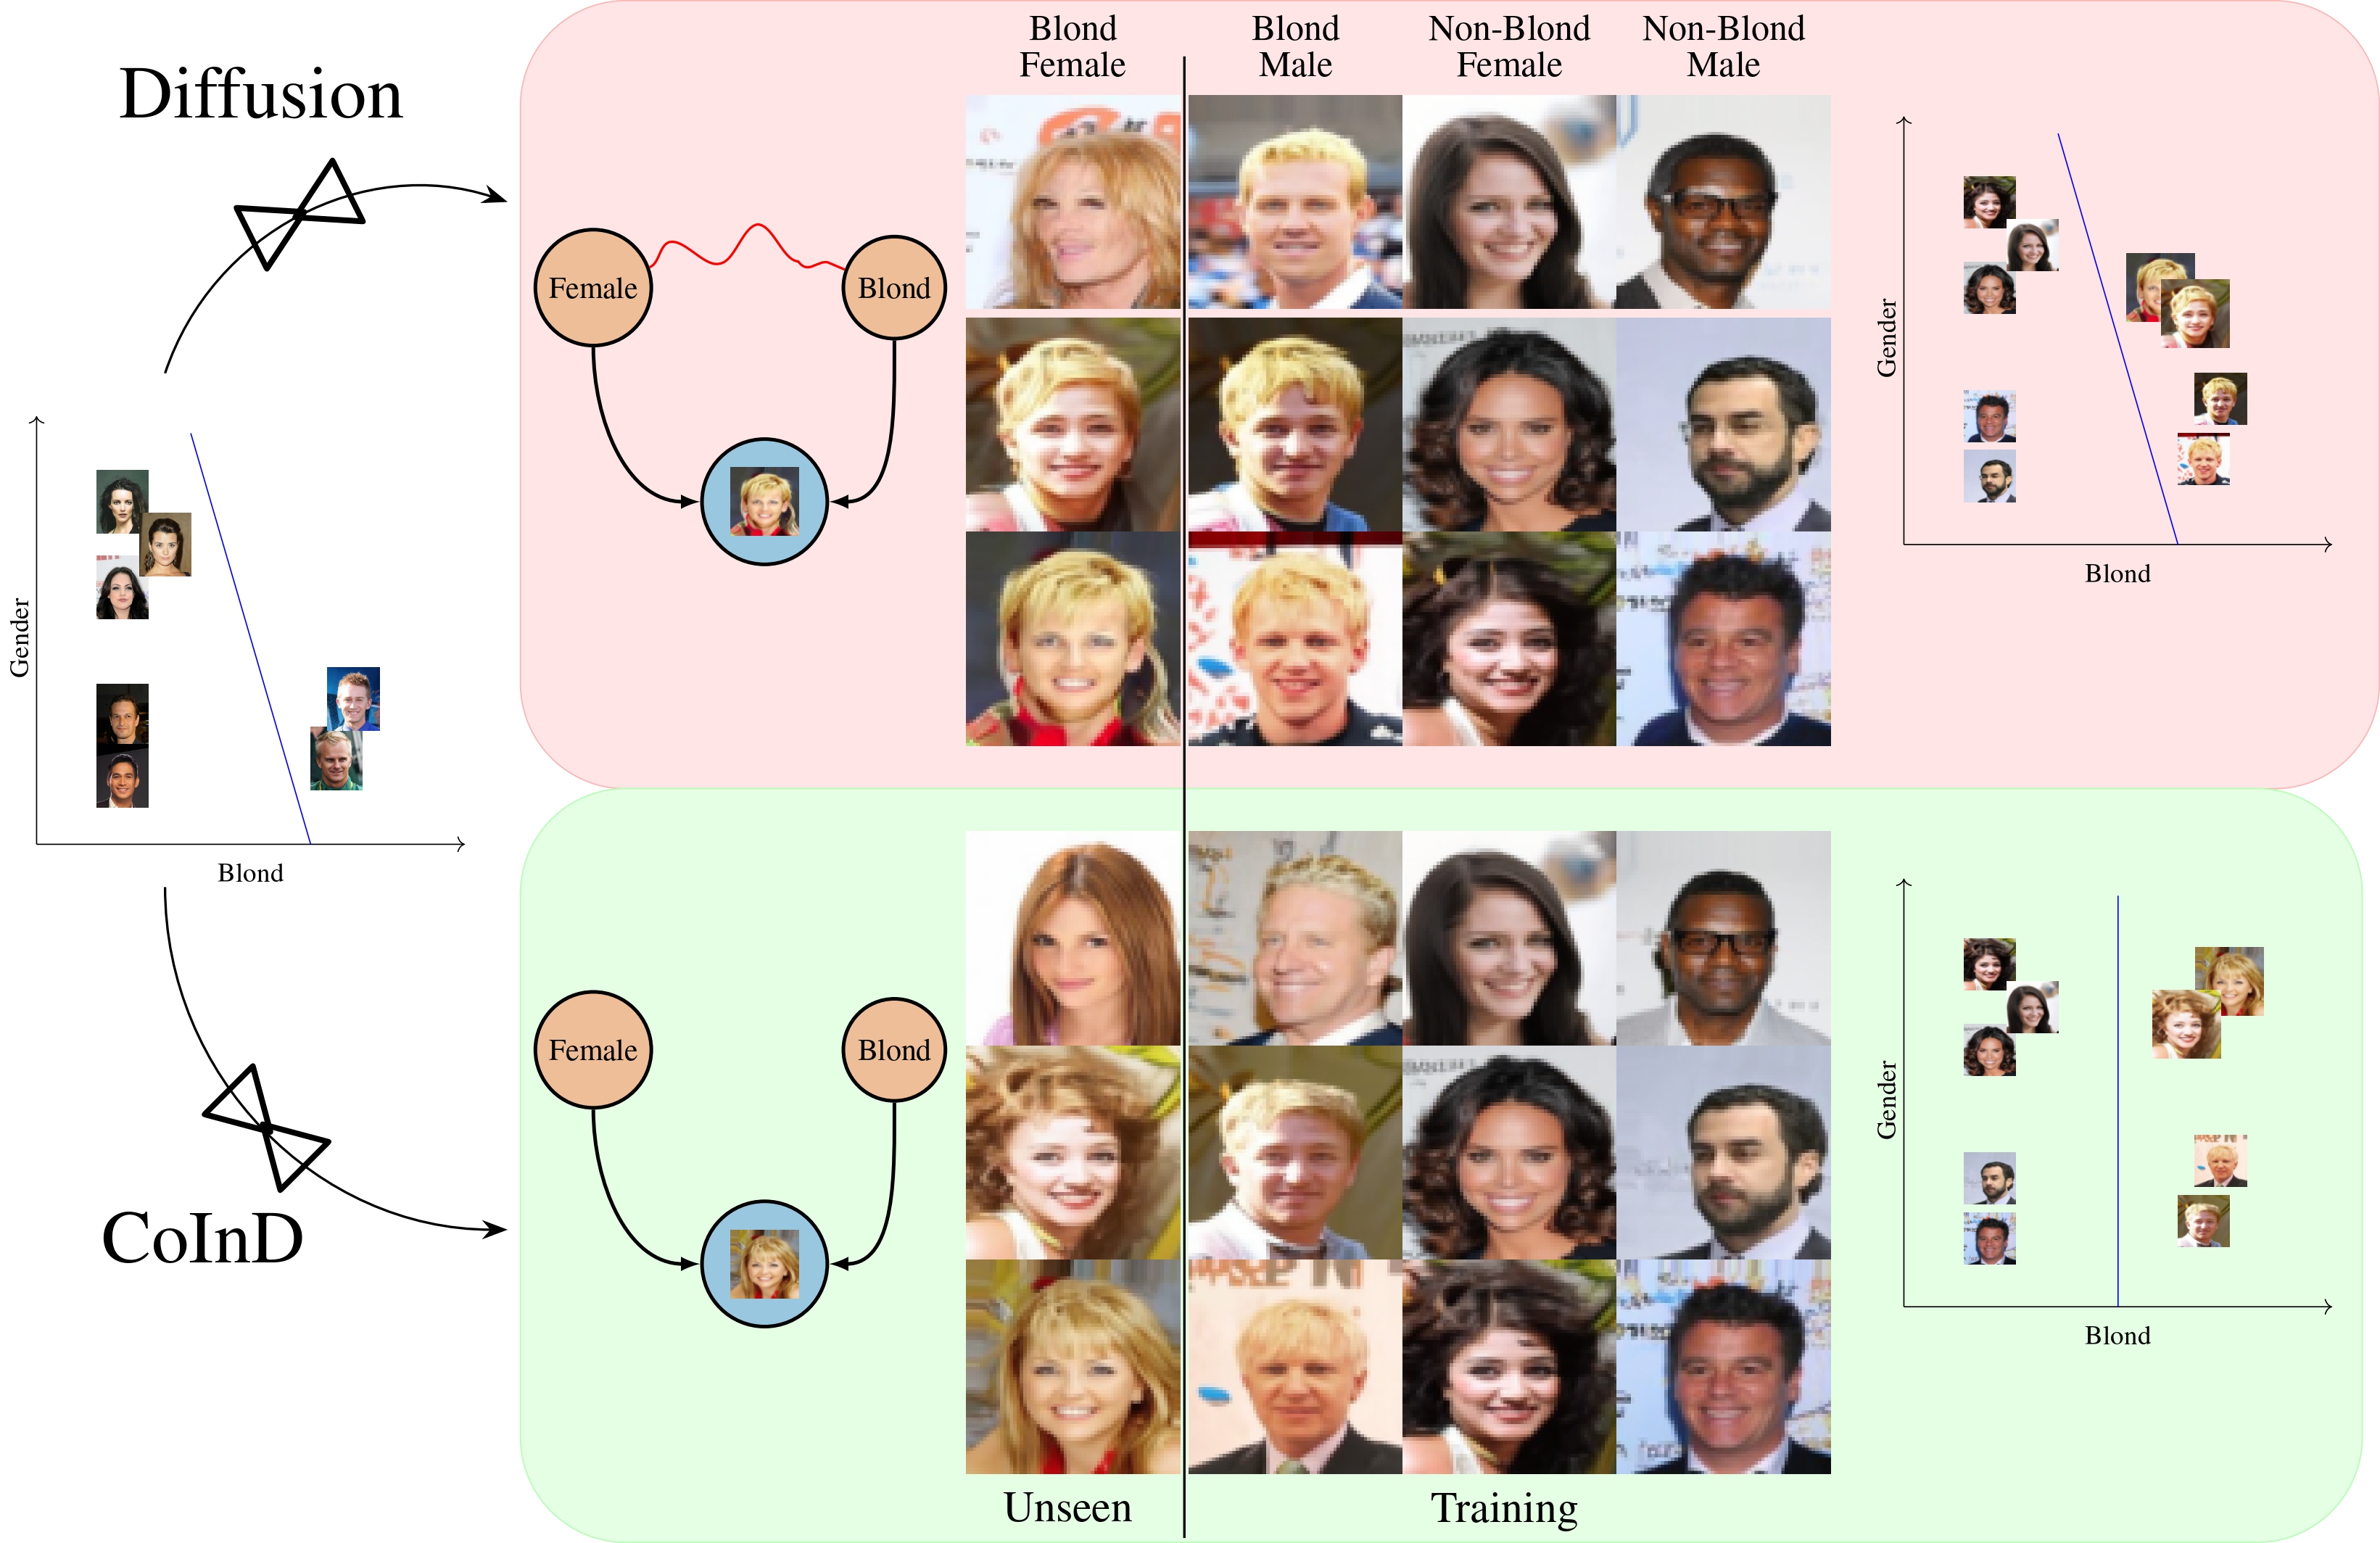 Diffusion
Gender
Blond
CoInD
Blond
Female
Blond
Male
Non-Blond
Female
Non-Blond
Male
Female
Blond
Gender
Blond
Female
Blond
Gender
Blond
Unseen
Training